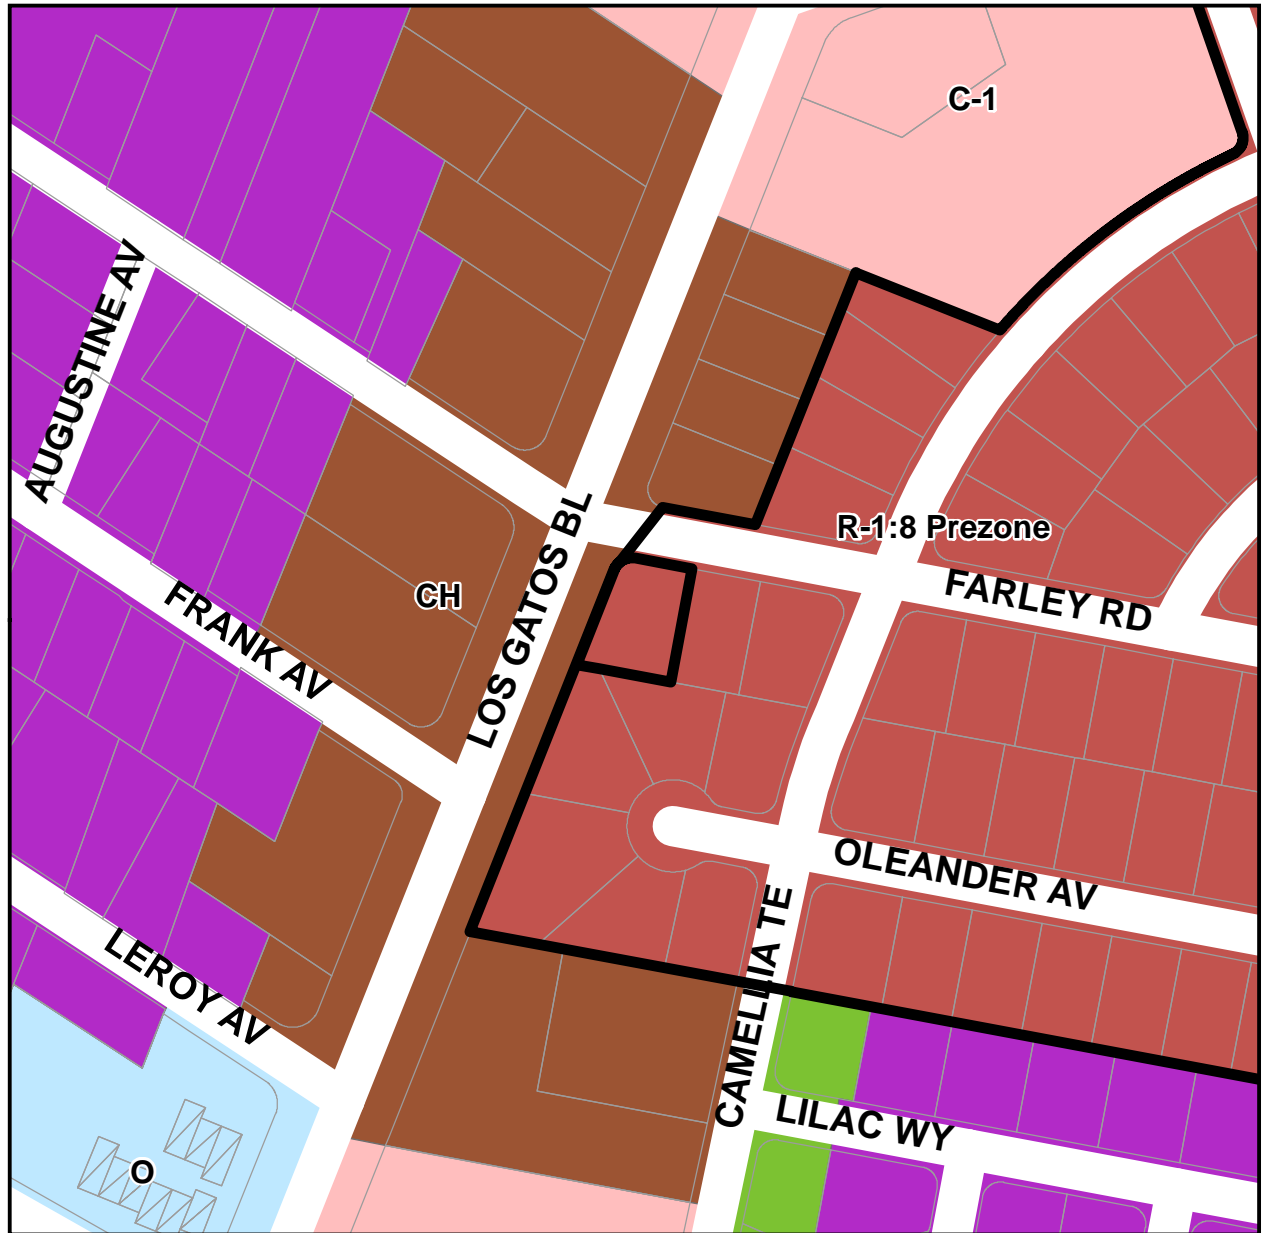 C-1
AUGUSTINE AV
R-1:8 Prezone
FARLEY RD
CH
FRANK AV
LOS GATOS BL
OLEANDER AV
CAMELLIA TE
LEROY AV
LILAC WY
O